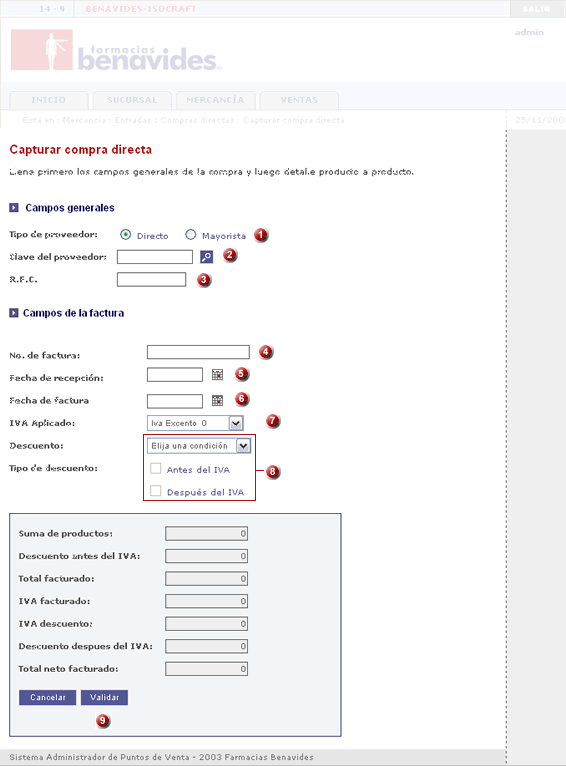 14 - 9 BENAVIDES-ISOCRAFT SALIR
admin
farmacias
benavides
INICIO SUCURSAL MERCANCÍA VENTAS
Está en : Mercancía : Entradas : Compras directas : Capturar compra directa 25/11/200
Capturar compra directa
Llena primero los campos generales de la compra y luego detalle producto a producto.
Campos generales
Tipo de proveedor: Directo Mayorista 1
Clave del proveedor: 2
R.F.C. 3
Campos de la factura
No. de factura: 4
Fecha de recepción: 5
Fecha de factura 6
IVA Aplicado: Iva Excento 0 7
Descuento: Elija una condición
Tipo de descuento: Antes del IVA 8
Después del IVA
Suma de productos: 0
Descuento antes del IVA: 0
Total facturado: 0
IVA facturado: 0
IVA descuento: 0
Descuento despues del IVA: 0
Total neto facturado: 0
Cancelar Validar
9
Sistema Administrador de Puntos de Venta - 2003 Farmacias Benavides